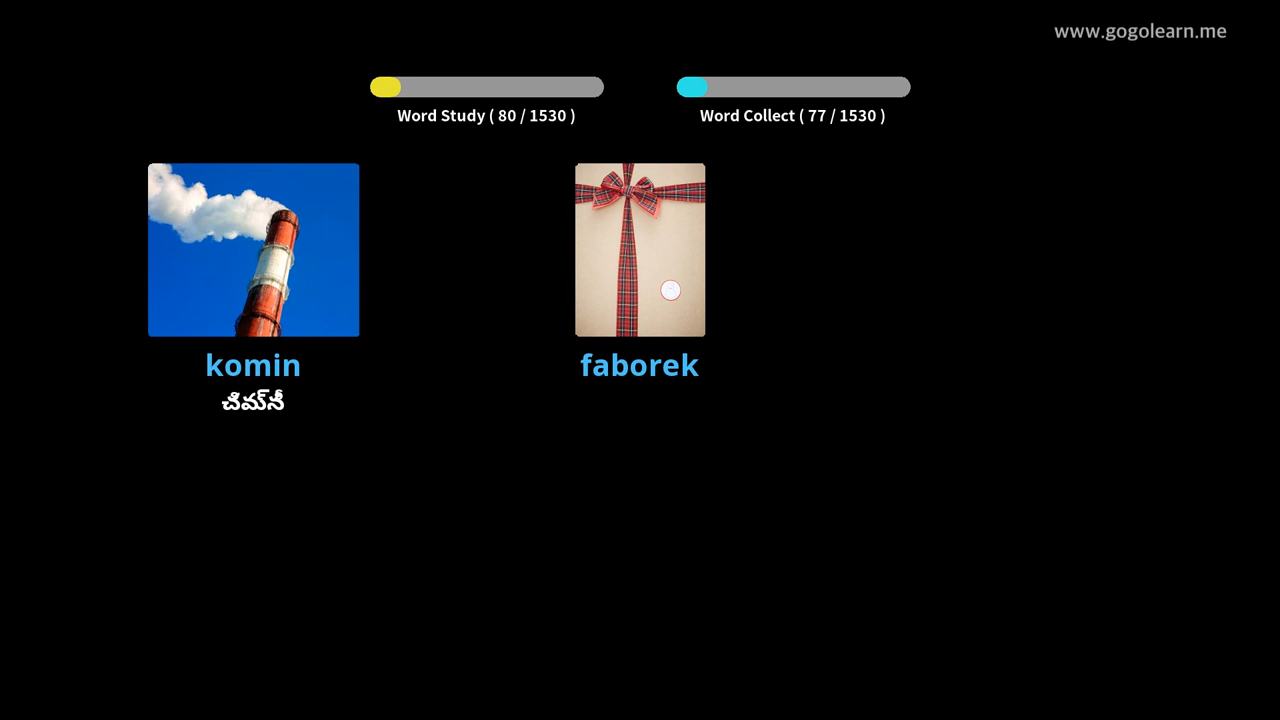 www.gogolearn.me
Word Study ( 80 / 1530 )
Word Collect ( 77 / 1530 )
komin
faborek
చిమ్‌నీ